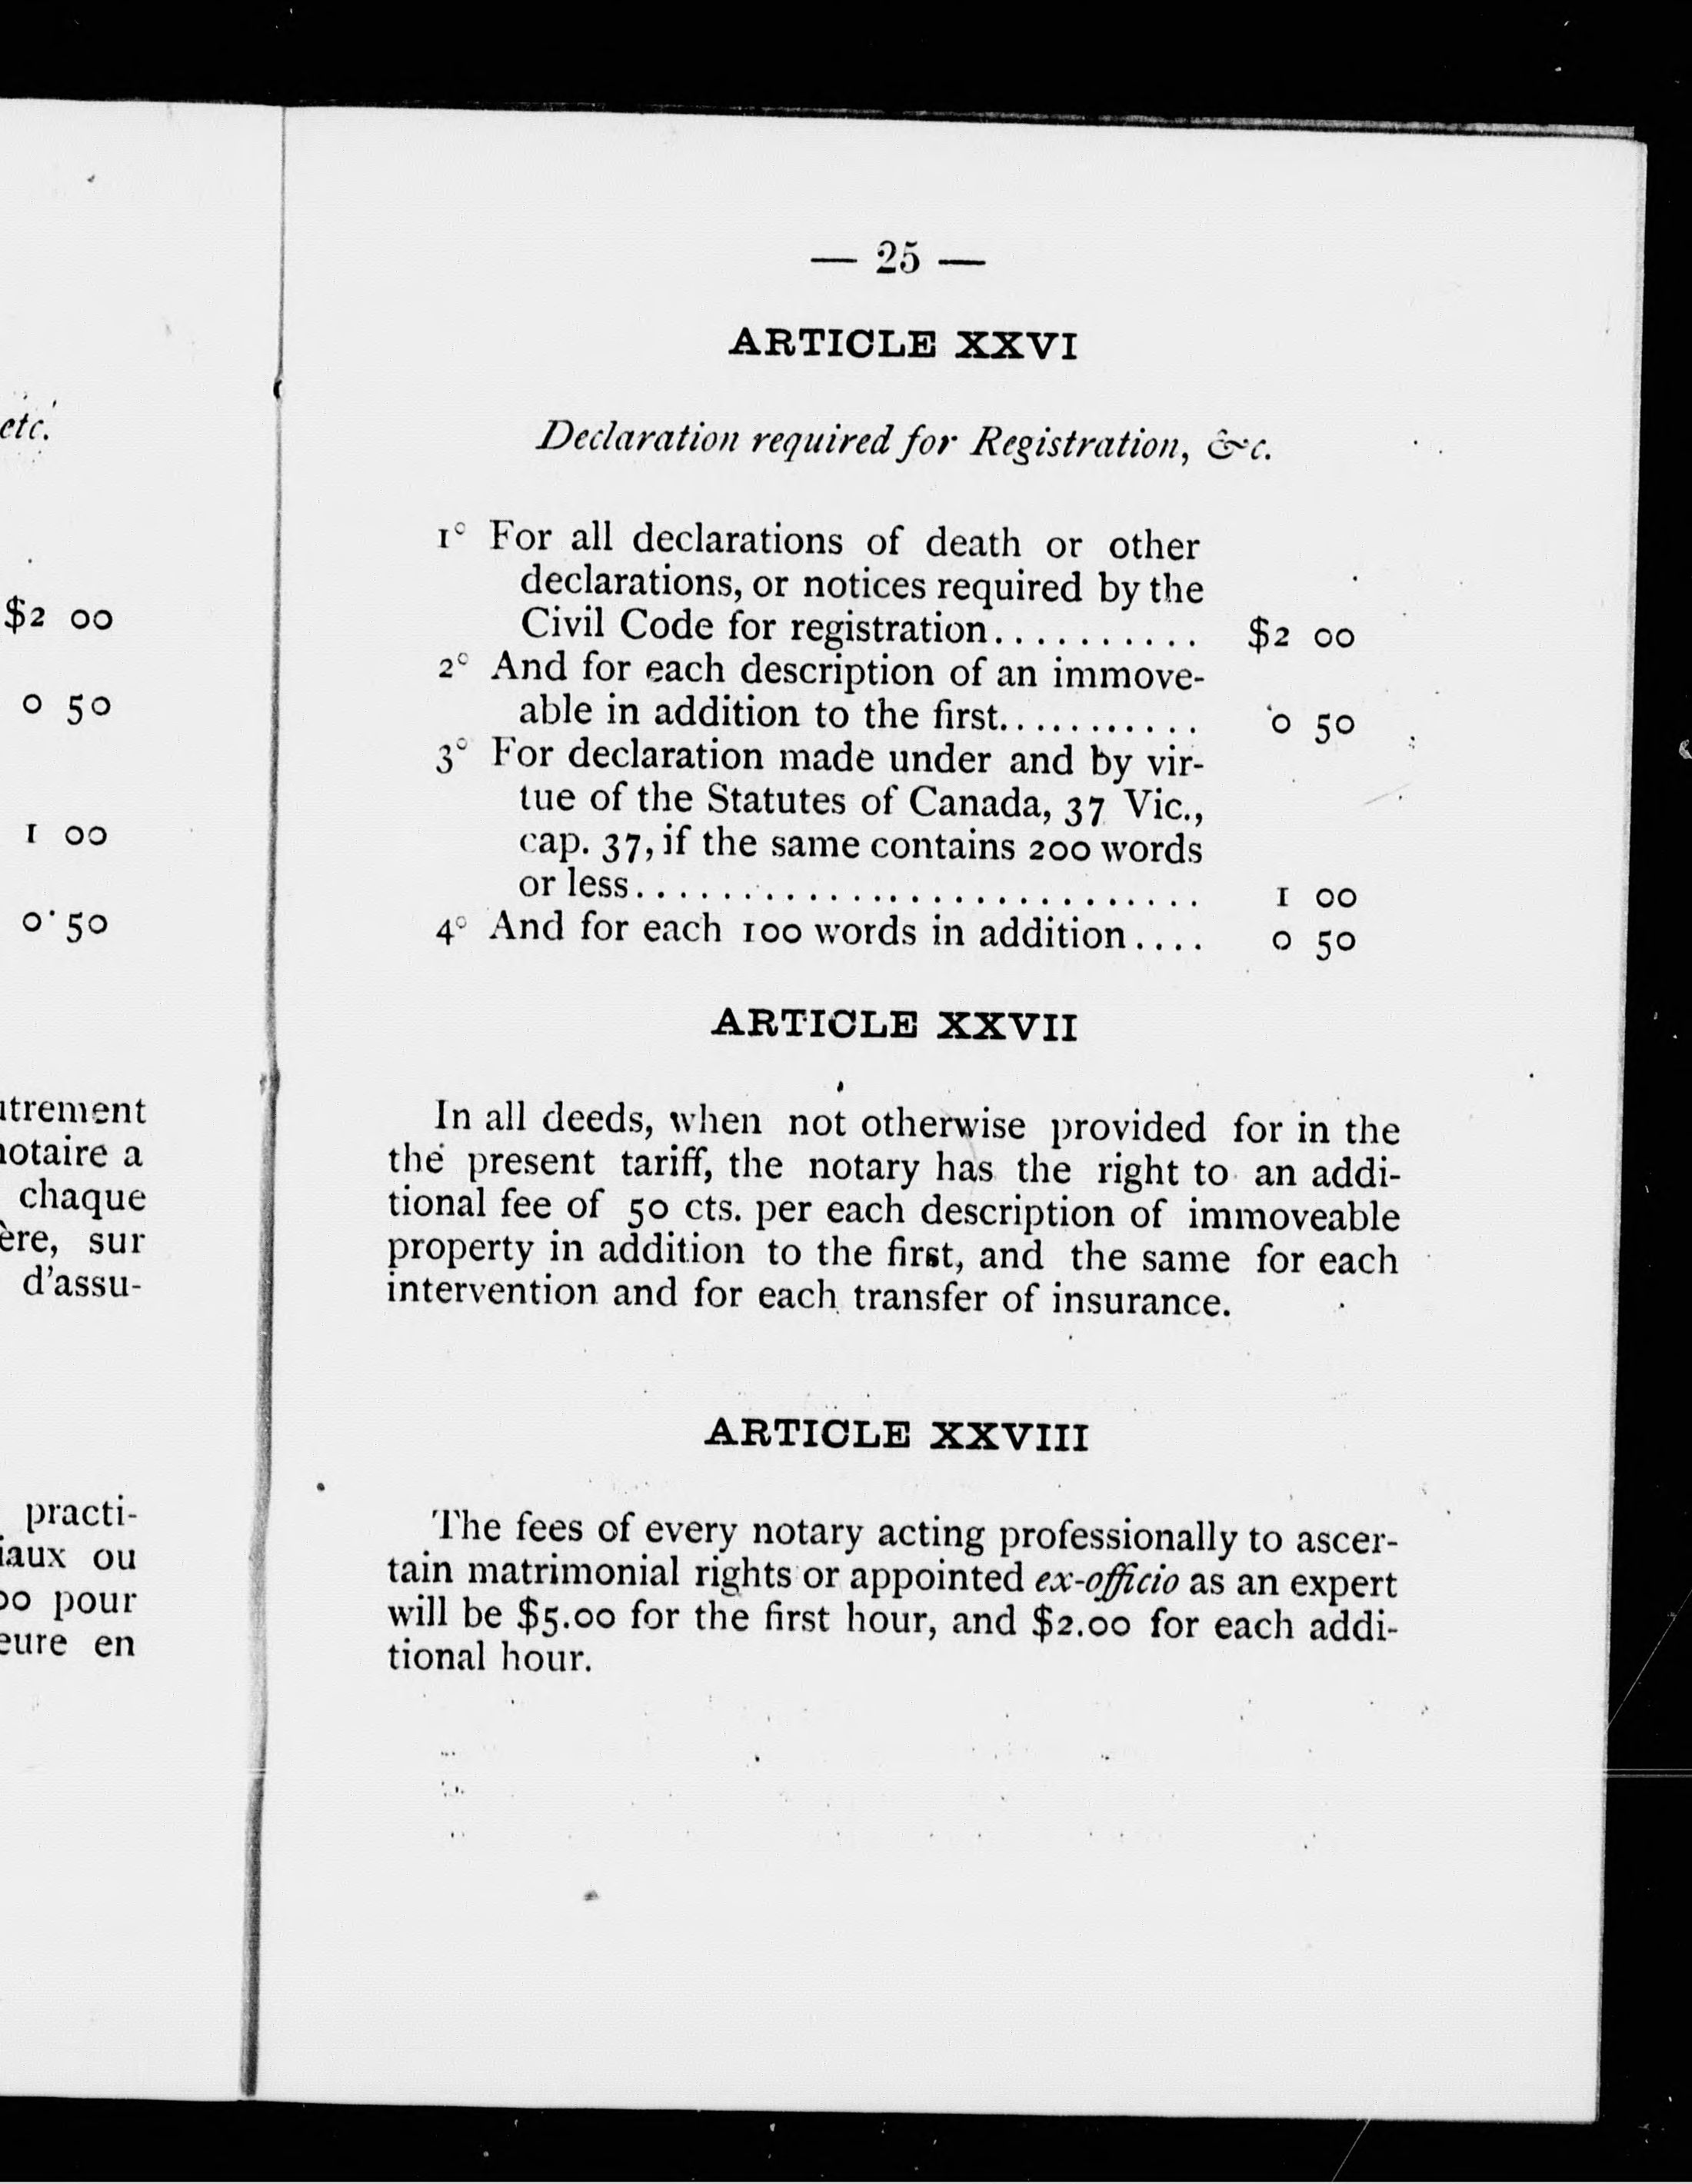 etc.
$2 00
0 50
1 00
0 50
notaire a
chaque
sur
d'assu-
practi-
ou
pour
en
— 25 —
ARTICLE XXVI
Declaration required for Registration, &c.
1° For all declarations of death or other
declarations, or notices required by the
Civil Code for registration.......... $2 00
2° And for each description of an immove-
able in addition to the first........... 0 50
3° For declaration made under and by vir-
tue of the Statutes of Canada, 37 Vic.,
cap. 37, if the same contains 200 words
or less............................ 1 00
4° And for each 100 words in addition.... 0 50
ARTICLE XXVII
In all deeds, when not otherwise provided for in the
the present tariff, the notary has the right to an addi-
tional fee of 50 cts. per each description of immoveable
property in addition to the first, and the same for each
intervention and for each transfer of insurance.
ARTICLE XXVIII
The fees of every notary acting professionally to ascer-
tain matrimonial rights or appointed ex-officio as an expert
will be $5.00 for the first hour, and $2.00 for each addi-
tional hour.